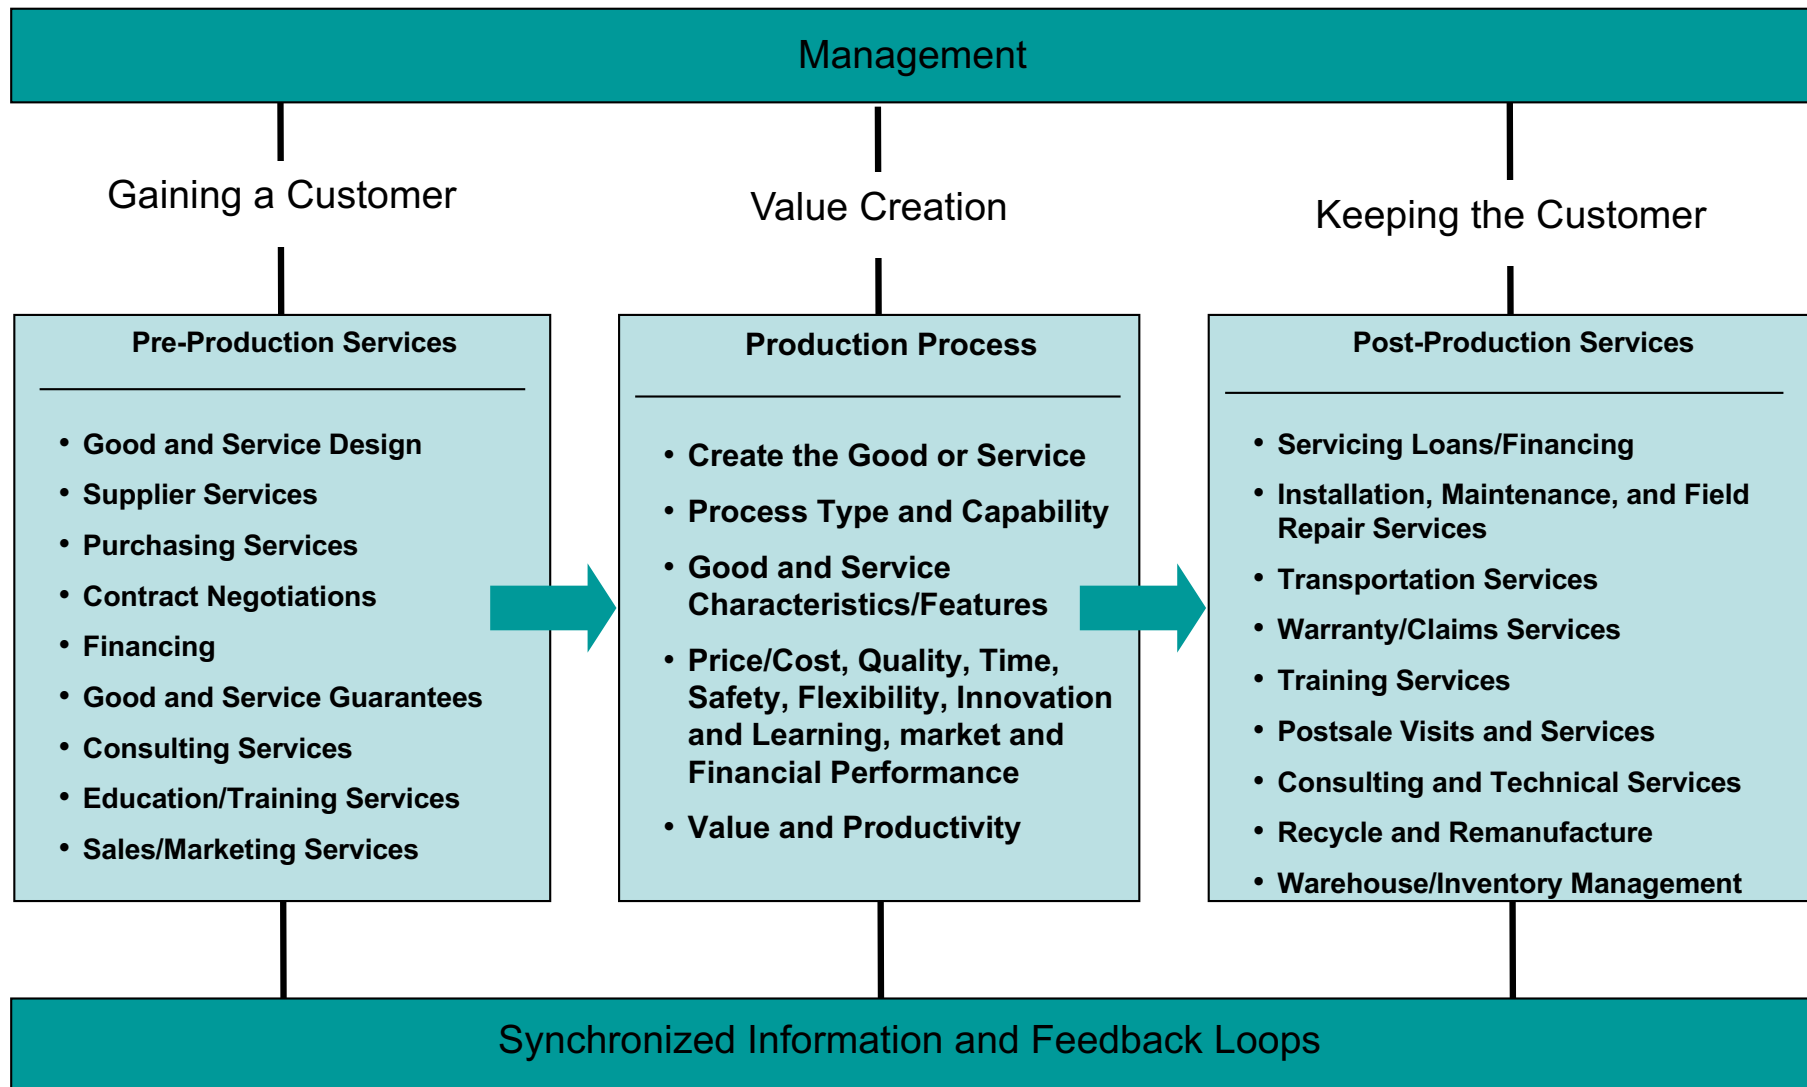 Management
Gaining a Customer
Value Creation
Keeping the Customer
Pre-Production Services
• Good and Service Design
• Supplier Services
• Purchasing Services
• Contract Negotiations
• Financing
• Good and Service Guarantees
• Consulting Services
• Education/Training Services
• Sales/Marketing Services
Production Process
• Create the Good or Service
• Process Type and Capability
• Good and Service
Characteristics/Features
• Price/Cost, Quality, Time,
Safety, Flexibility, Innovation
and Learning, market and
Financial Performance
• Value and Productivity
Post-Production Services
• Servicing Loans/Financing
• Installation, Maintenance, and Field
Repair Services
• Transportation Services
• Warranty/Claims Services
• Training Services
• Postsale Visits and Services
• Consulting and Technical Services
• Recycle and Remanufacture
• Warehouse/Inventory Management
Synchronized Information and Feedback Loops